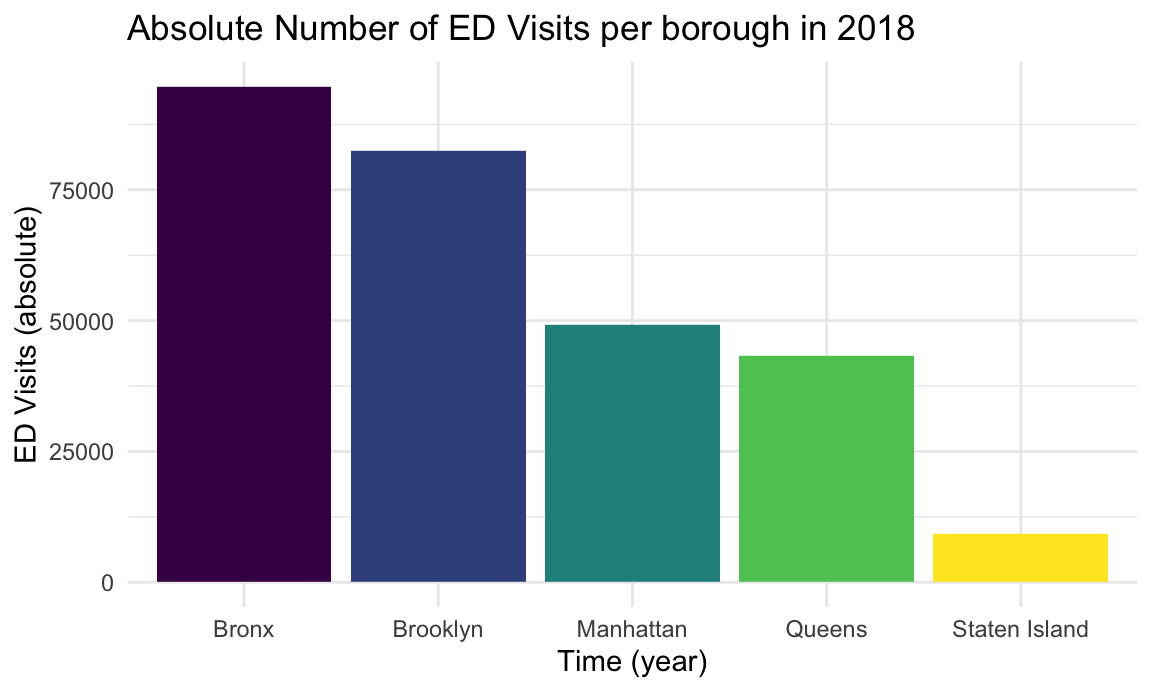 Absolute Number of ED Visits per borough in 2018
ED Visits (absolute)
75000
50000
25000
0
Bronx Brooklyn Manhattan Queens Staten Island
Time (year)